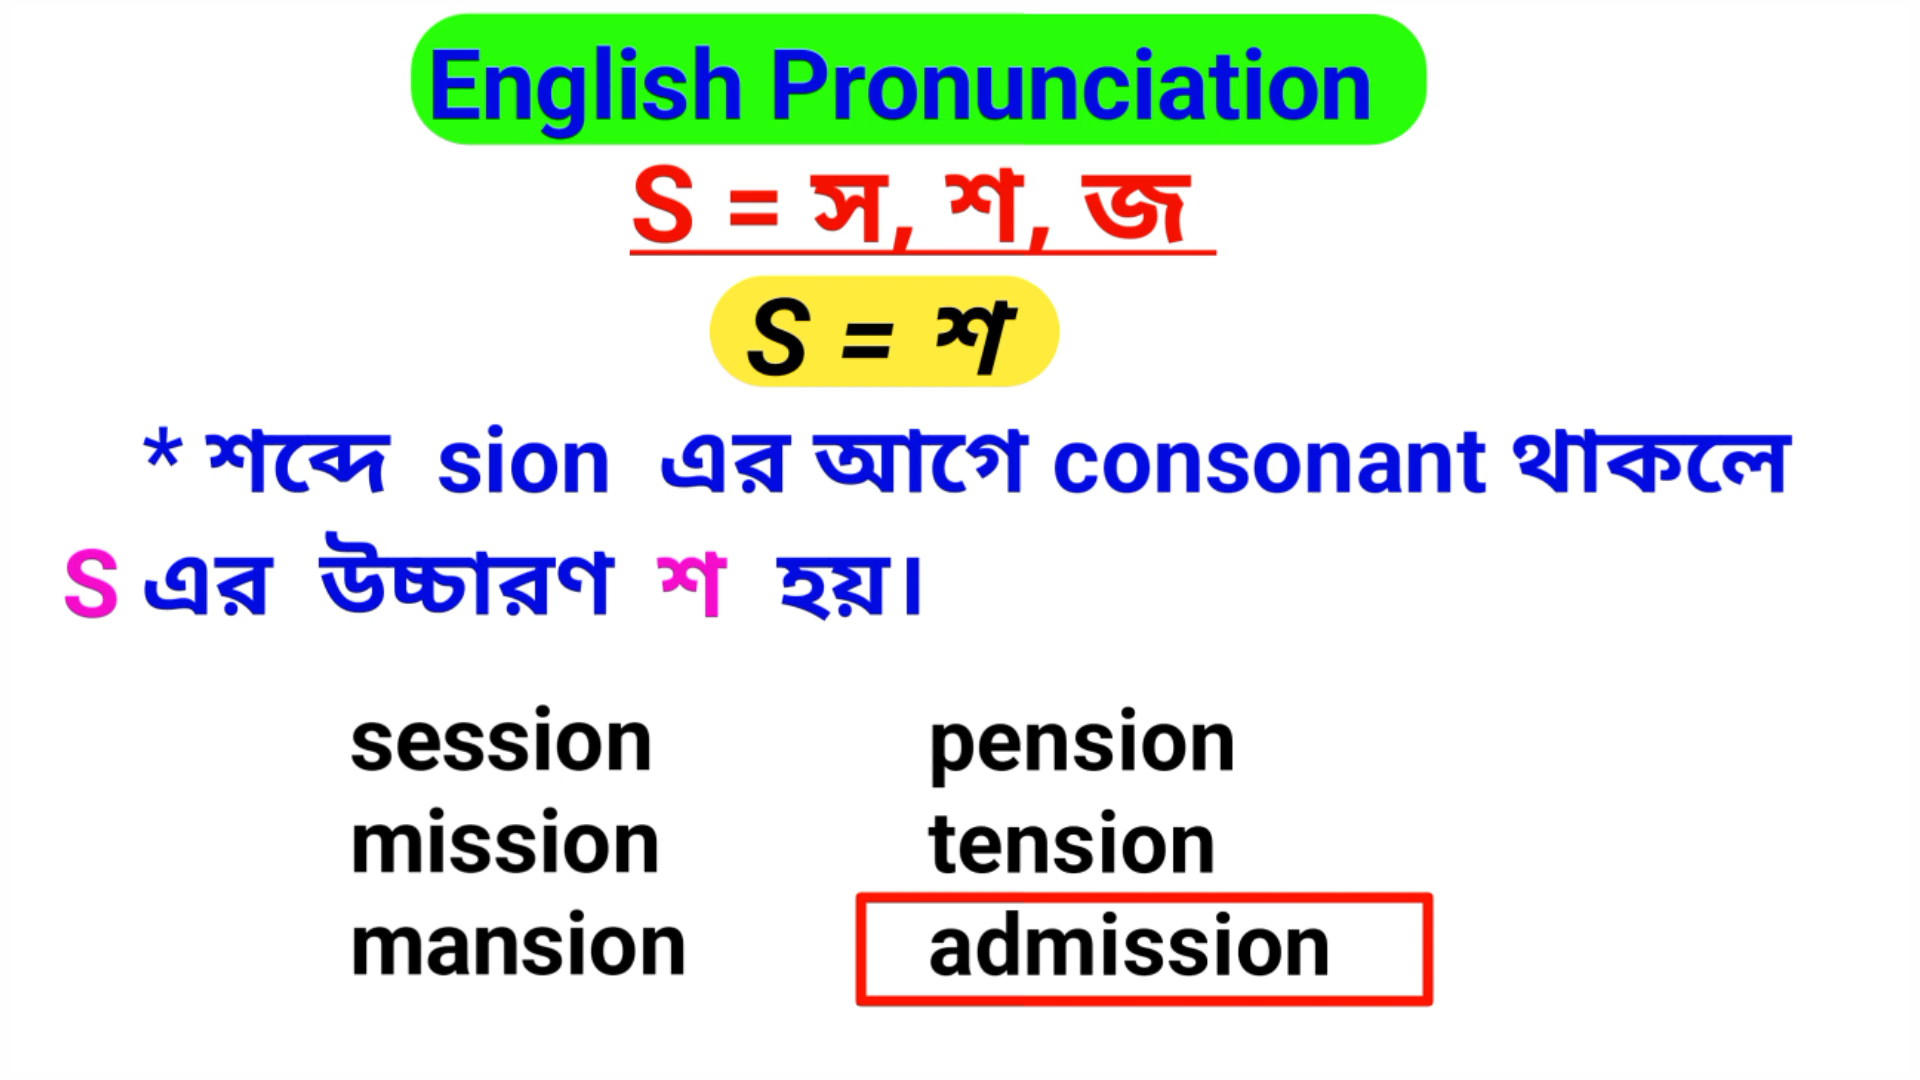 English Pronunciation
S = স, শ, জ
S = শ
* শব্দে sion এর আগে consonant থাকলে
S এর উচ্চারণ শ হয়।
session pension
mission tension
mansion admission